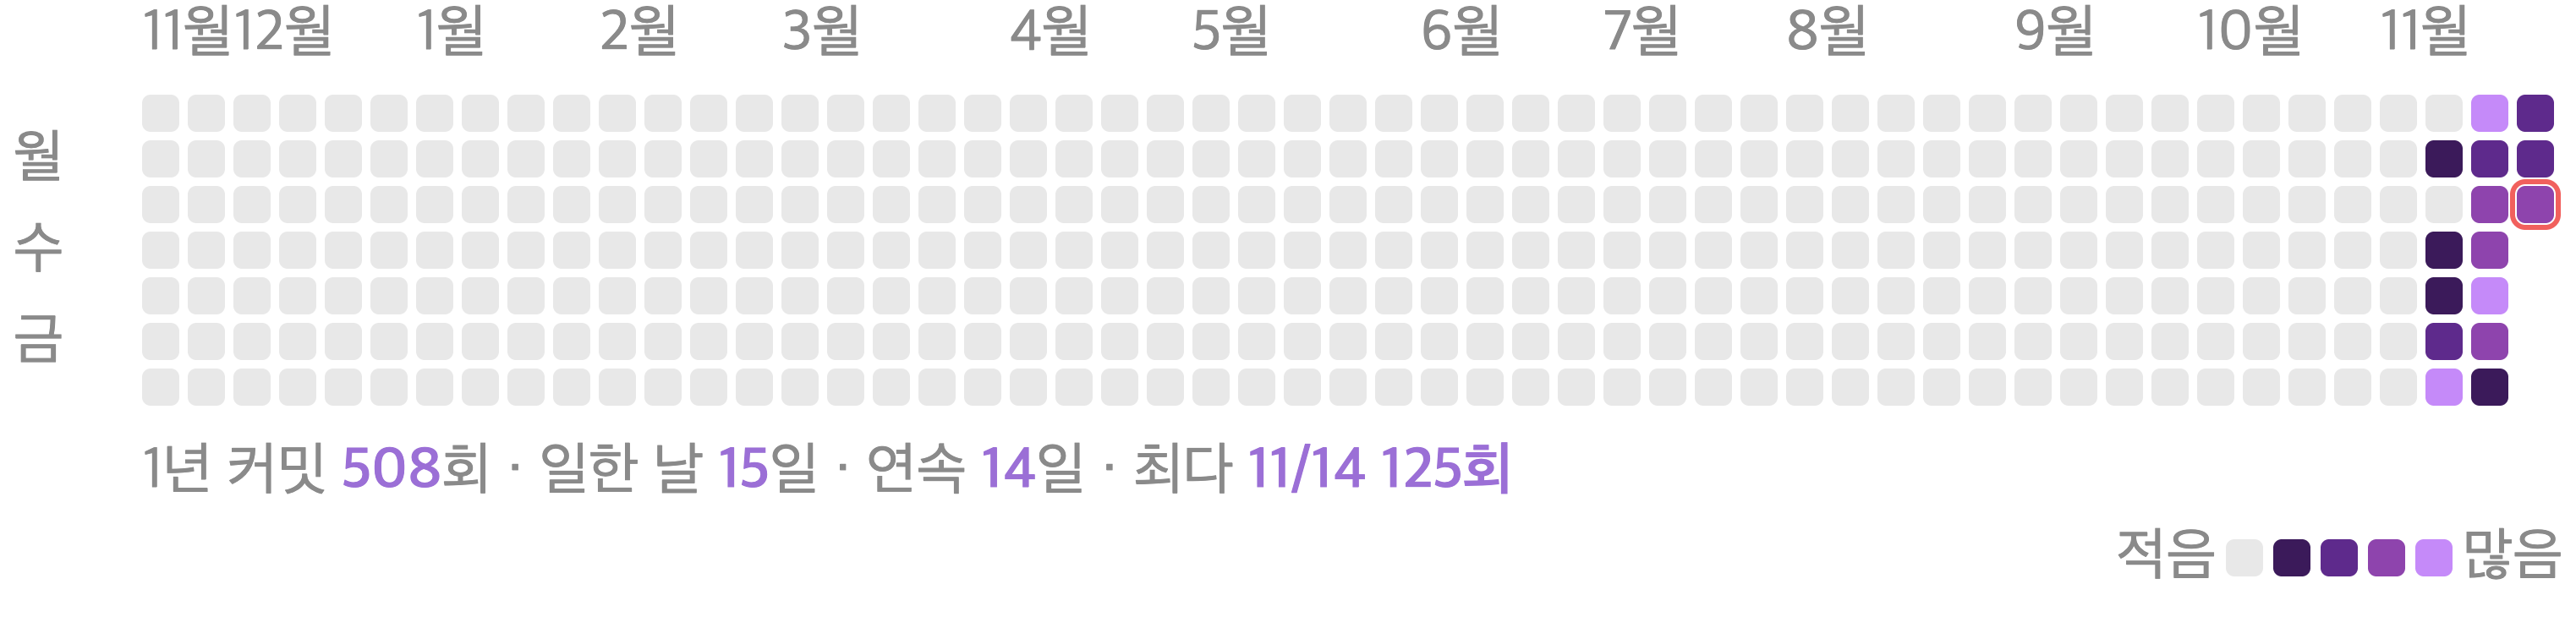 11월 12월 1월 2월 3월 4월 5월 6월 7월 8월 9월 10월 11월
월
수
금
1년 커밋 508회 · 일한 날 15일 · 연속 14일 · 최다 11/14 125회
적음 많음